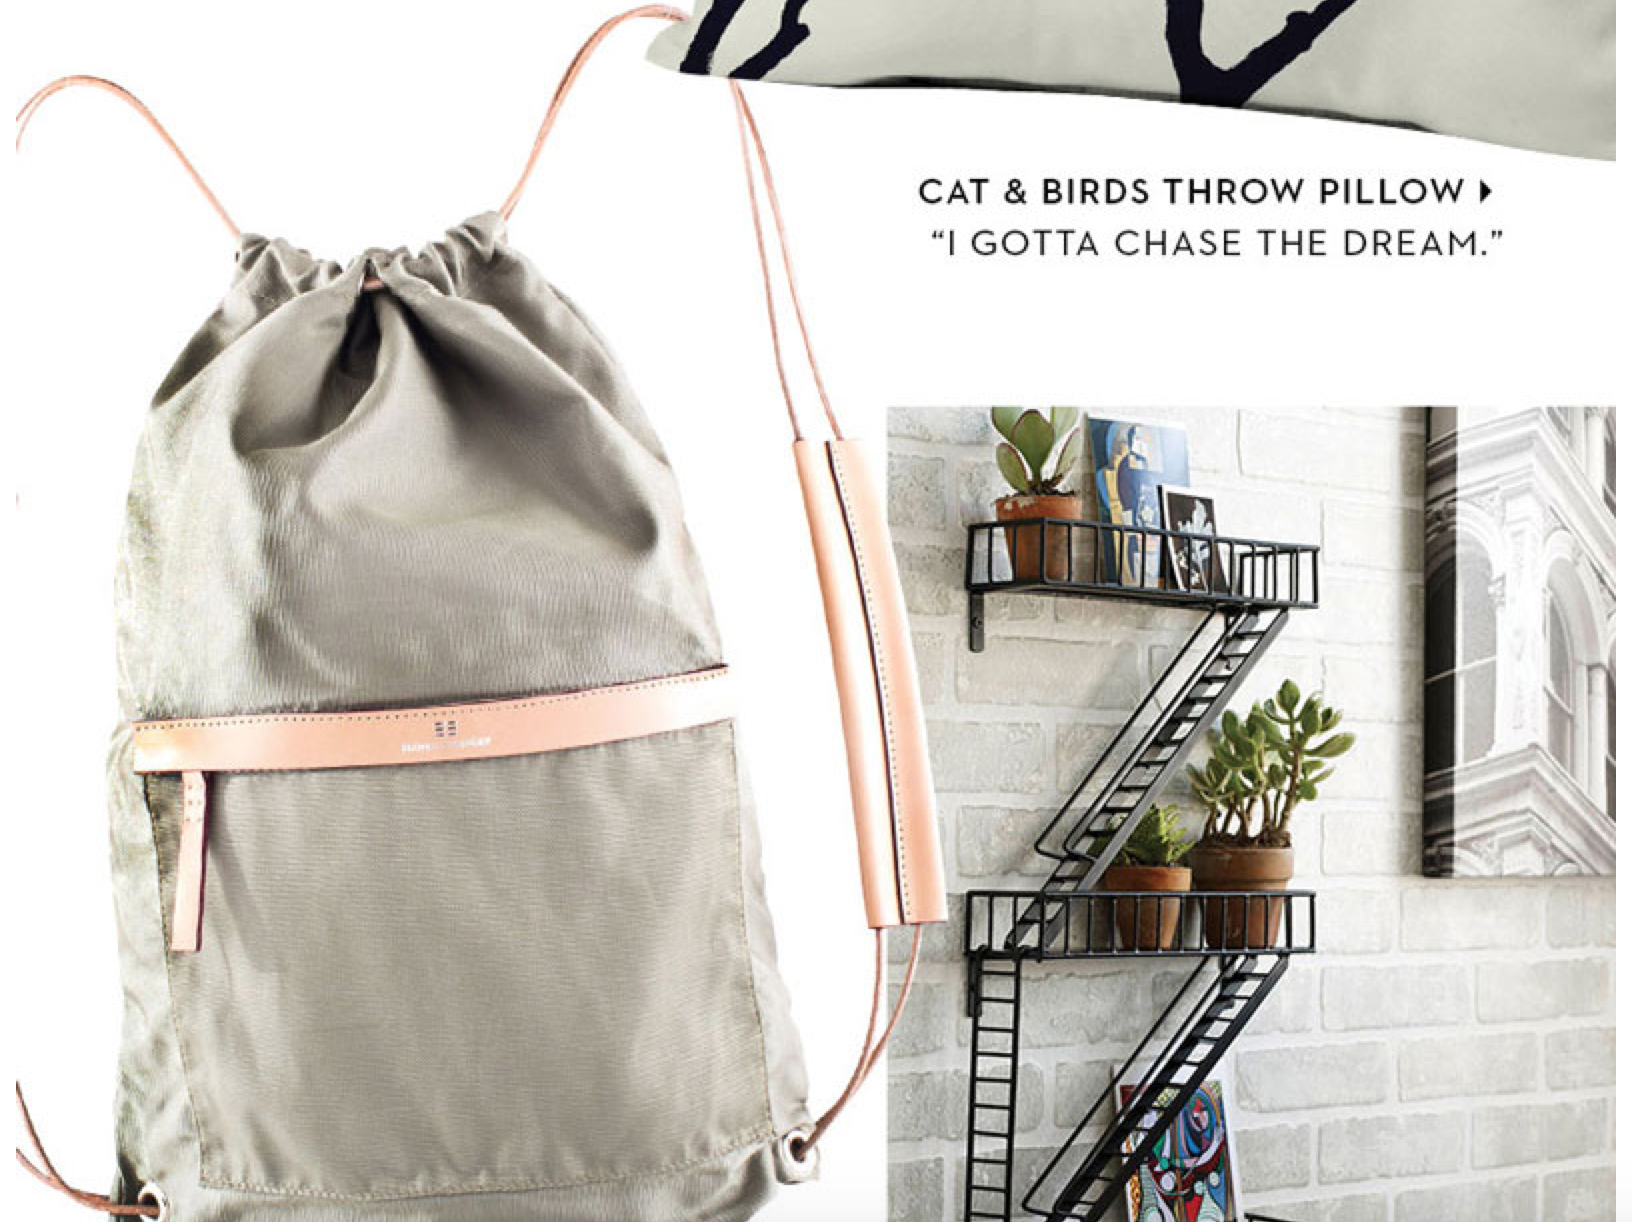 CAT & BIRDS THROW PILLOW
“I GOTTA CHASE THE DREAM.”